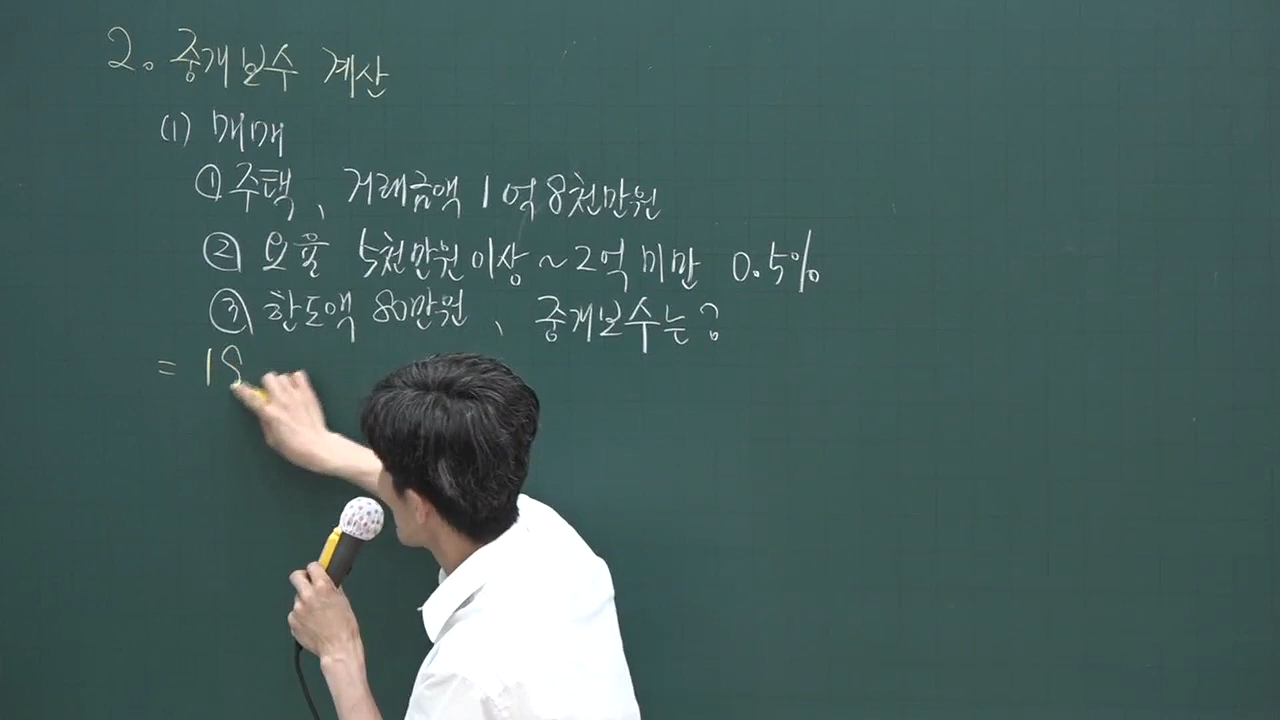 2. 중개보수 계산
(1) 매매
① 주택, 거래금액 1억 8천만원
② 요율 5천만원 이상 ~ 2억 미만 0.5%
③ 한도액 80만원, 중개보수는?
= 18